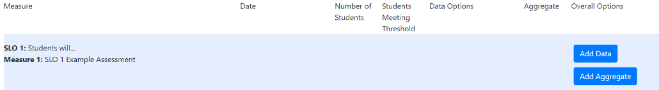 Measure Date Number of Students Data Options Aggregate Overall Options
Students Meeting
Threshold
SLO 1: Students will...
Measure 1: SLO 1 Example Assessment
Add Data
Add Aggregate